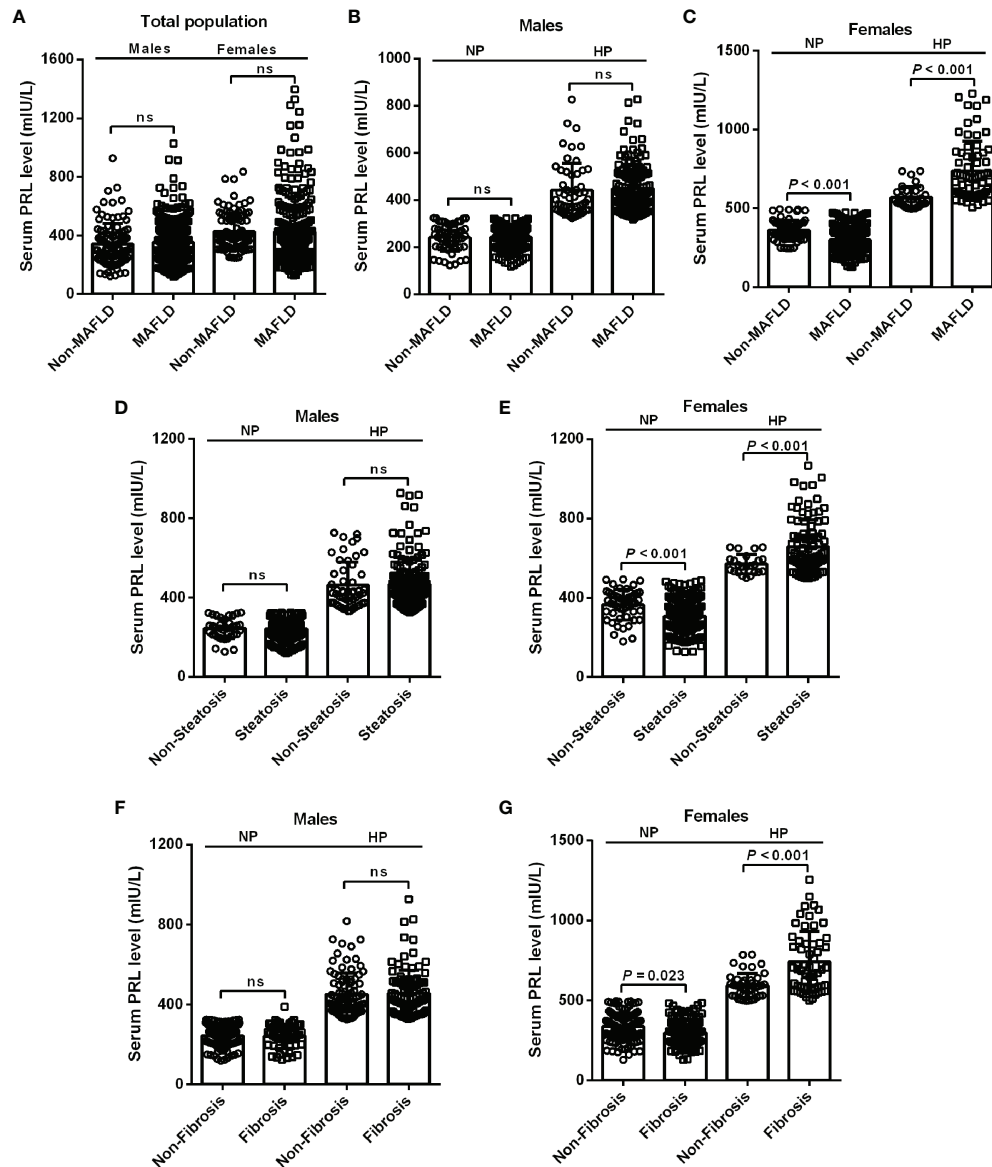 A
Total population
Males Females
Serum PRL level (mIU/L)
1600
1200
800
400
0
ns
ns
Non-MAFLD
MAFLD
Non-MAFLD
MAFLD
B
Males
NP HP
Serum PRL level (mIU/L)
1000
800
600
400
200
0
ns
ns
Non-MAFLD
MAFLD
Non-MAFLD
MAFLD
C
Females
NP HP
Serum PRL level (mIU/L)
1500
1000
500
0
P < 0.001
P < 0.001
Non-MAFLD
MAFLD
Non-MAFLD
MAFLD
D
Males
NP HP
Serum PRL level (mIU/L)
1200
800
400
0
ns
ns
Non-Steatosis
Steatosis
Non-Steatosis
Steatosis
E
Females
NP HP
Serum PRL level (mIU/L)
1200
800
400
0
P < 0.001
P < 0.001
Non-Steatosis
Steatosis
Non-Steatosis
Steatosis
F
Males
NP HP
Serum PRL level (mIU/L)
1200
800
400
0
ns
ns
Non-Fibrosis
Fibrosis
Non-Fibrosis
Fibrosis
G
Females
NP HP
Serum PRL level (mIU/L)
1500
1000
500
0
P = 0.023
P < 0.001
Non-Fibrosis
Fibrosis
Non-Fibrosis
Fibrosis